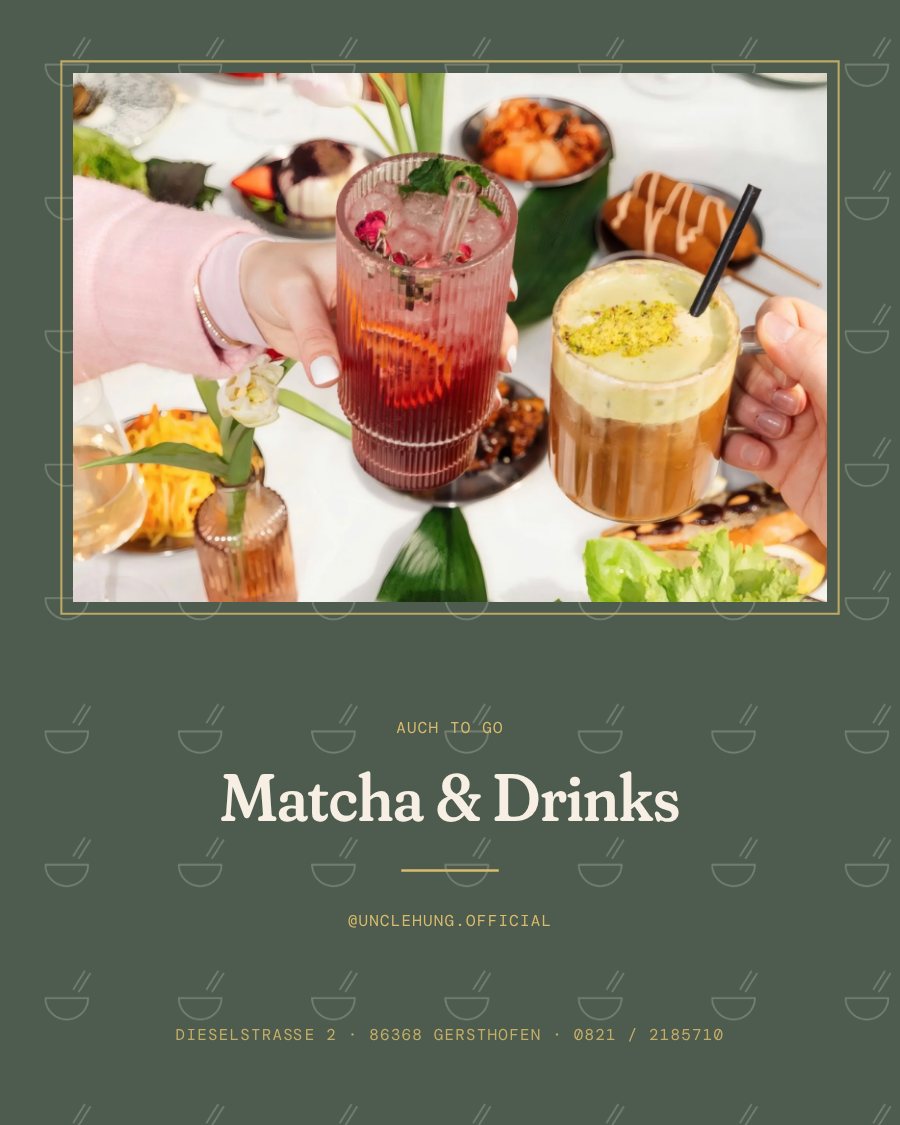 AUCH TO GO
Matcha & Drinks
@UNCLEHUNG.OFFICIAL
DIESELSTRASSE 2 · 86368 GERSTHOFEN · 0821 / 2185710